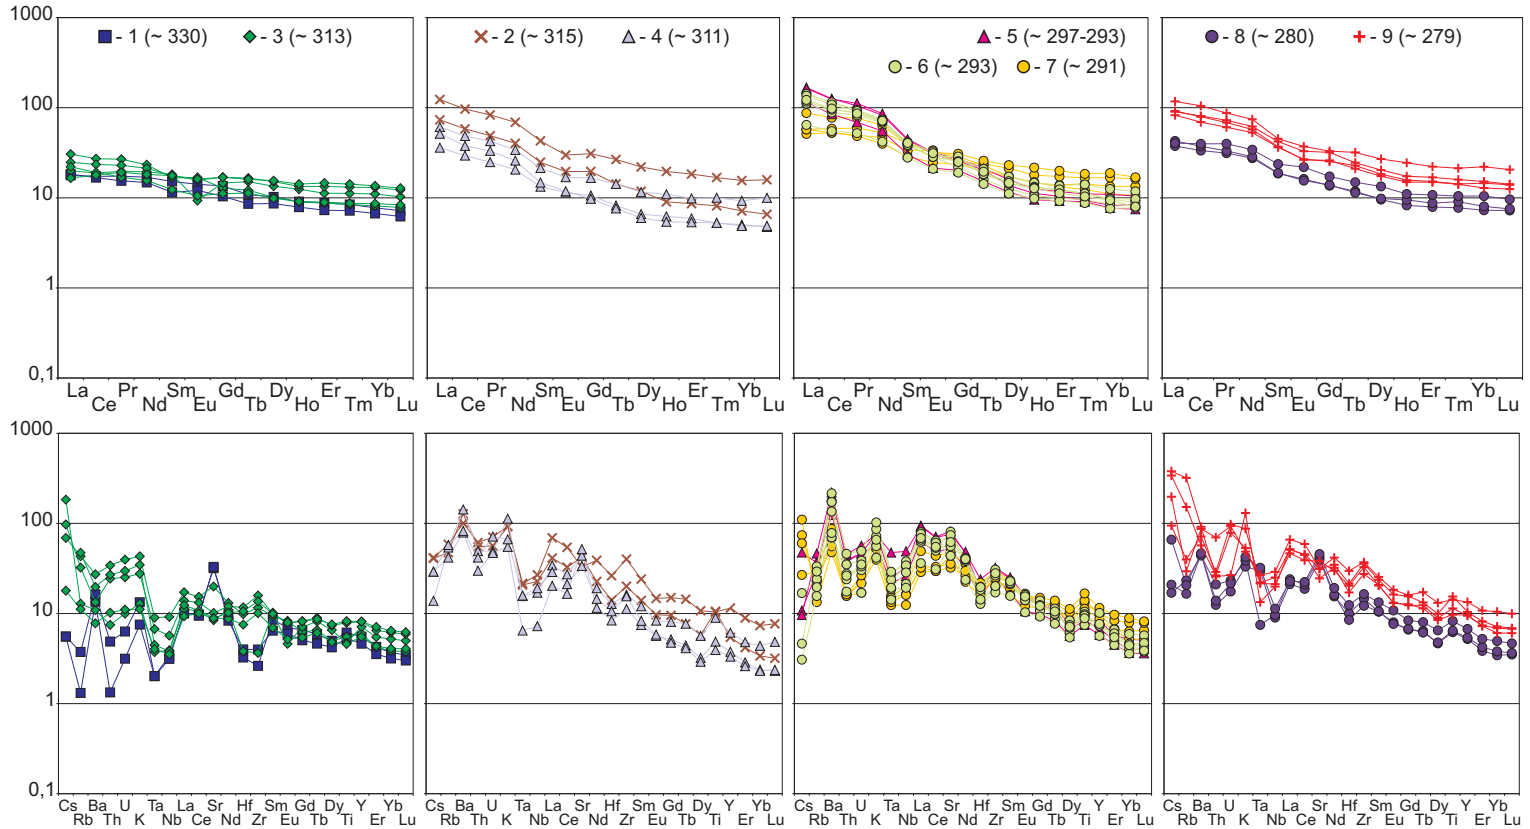 1000
100
10
1
0,1
- 1 (~ 330)
- 3 (~ 313)
- 2 (~ 315)
- 4 (~ 311)
- 5 (~ 297-293)
- 6 (~ 293)
- 7 (~ 291)
- 8 (~ 280)
- 9 (~ 279)
La Ce Pr Nd Sm Eu Gd Tb Dy Ho Er Tm Yb Lu
La Ce Pr Nd Sm Eu Gd Tb Dy Ho Er Tm Yb Lu
La Ce Pr Nd Sm Eu Gd Tb Dy Ho Er Tm Yb Lu
La Ce Pr Nd Sm Eu Gd Tb Dy Ho Er Tm Yb Lu
1000
100
10
1
0,1
Cs Rb Ba Th U K Ta Nb La Ce Sr Nd Hf Zr Sm Eu Gd Tb Dy Ti Y Er Yb Lu
Cs Rb Ba Th U K Ta Nb La Ce Sr Nd Hf Zr Sm Eu Gd Tb Dy Ti Y Er Yb Lu
Cs Rb Ba Th U K Ta Nb La Ce Sr Nd Hf Zr Sm Eu Gd Tb Dy Ti Y Er Yb Lu
Cs Rb Ba Th U K Ta Nb La Ce Sr Nd Hf Zr Sm Eu Gd Tb Dy Ti Y Er Yb Lu